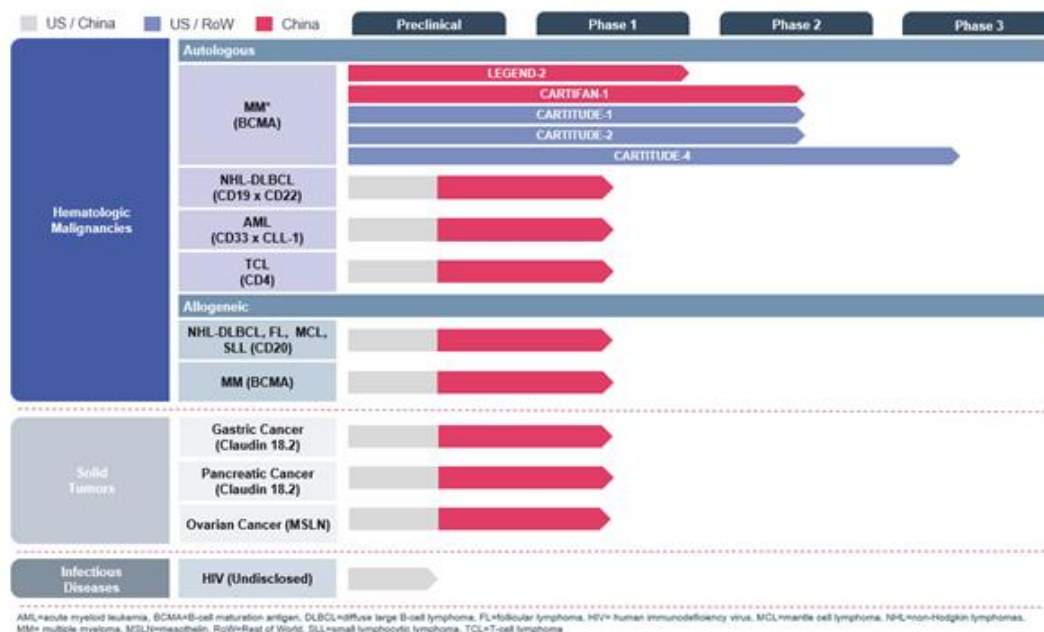 US / China US / RoW China Preclinical Phase 1 Phase 2 Phase 3
Autologous
LEGEND-2
CARTIFAN-1
MM*
(BCMA)
CARTITUDE-1
CARTITUDE-2
CARTITUDE-4
NHL-DLBCL
(CD19 x CD22)
Hematologic
Malignancies
AML
(CD33 x CLL-1)
TCL
(CD4)
Allogeneic
NHL-DLBCL, FL, MCL,
SLL (CD20)
MM (BCMA)
Gastric Cancer
(Claudin 18.2)
Solid
Tumors
Pancreatic Cancer
(Claudin 18.2)
Ovarian Cancer (MSLN)
Infectious
Diseases
HIV (Undisclosed)
AML=acute myeloid leukemia, BCMA=B-cell maturation antigen, DLBCL=diffuse large B-cell lymphoma, FL=follicular lymphoma, HIV= human immunodeficiency virus, MCL=mantle cell lymphoma, NHL=non-Hodgkin lymphomas,
MM= multiple myeloma, MSLN=mesothelin, RoW=Rest of World, SLL=small lymphocytic lymphoma, TCL=T-cell lymphoma